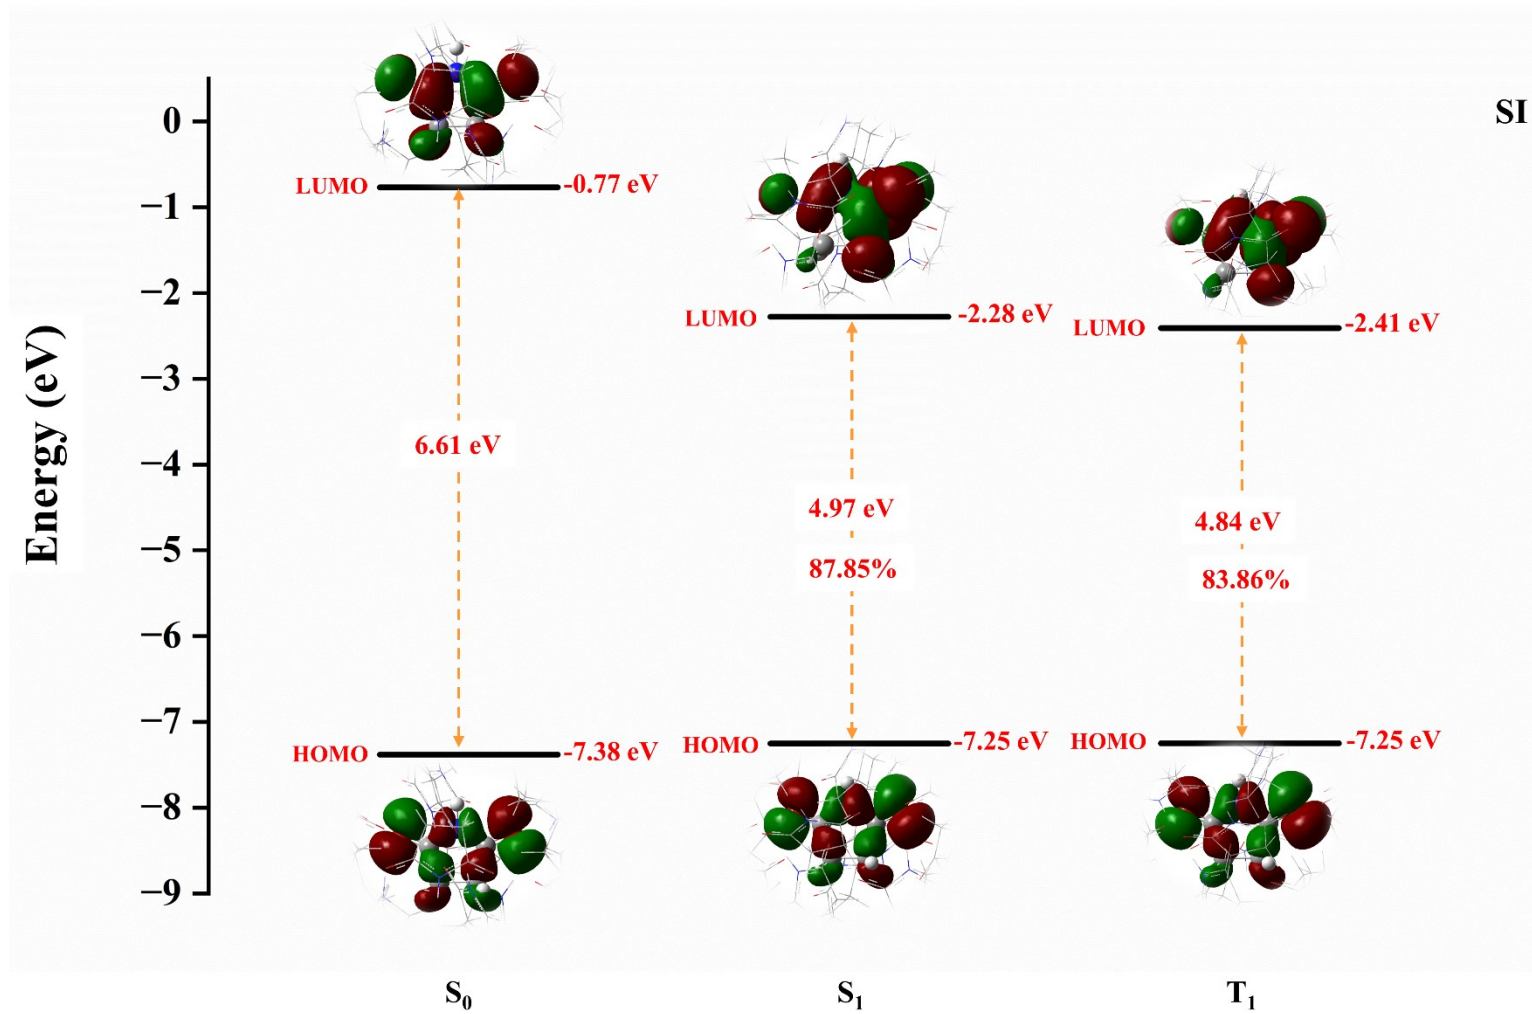 SI
Energy (eV)
0
−1
−2
−3
−4
−5
−6
−7
−8
−9
LUMO
-0.77 eV
6.61 eV
HOMO
-7.38 eV
S₀
LUMO
-2.28 eV
4.97 eV
87.85%
HOMO
-7.25 eV
S₁
LUMO
-2.41 eV
4.84 eV
83.86%
HOMO
-7.25 eV
T₁